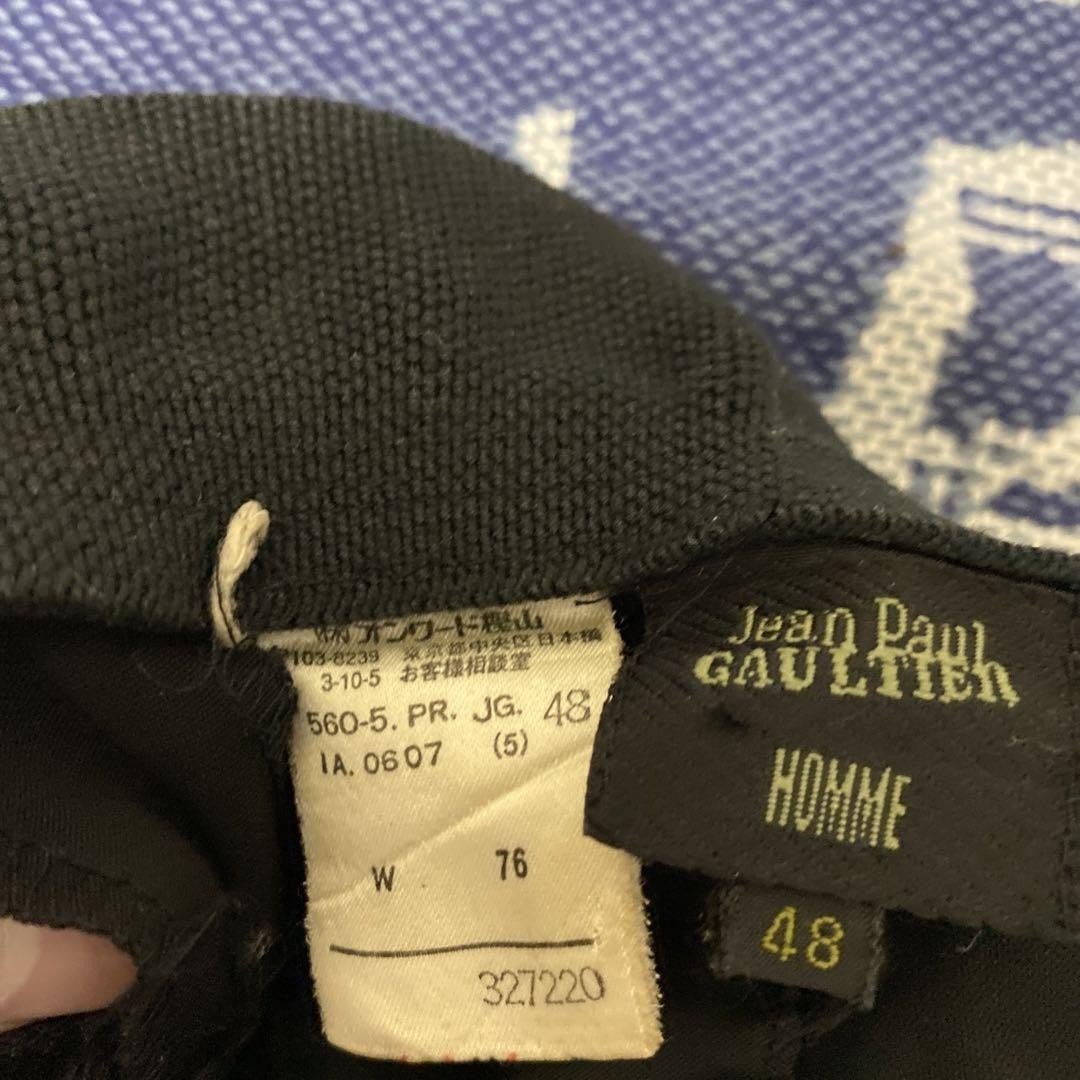 ㈱オンワード樫山
〒103-8239 東京都中央区日本橋
3-10-5 お客様相談室
560-5. PR. JG. 48
IA. 0607 (5)
W 76
327220
Jean Paul
GAULTIER
HOMME
48